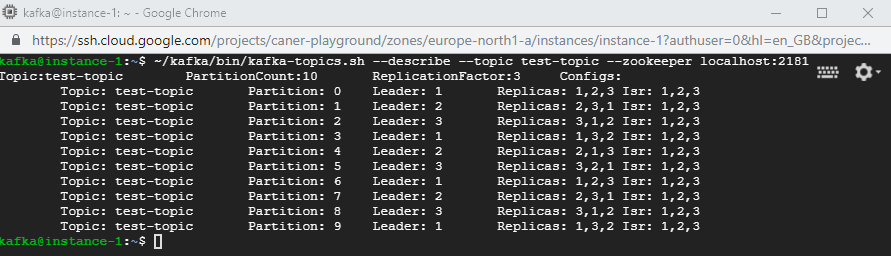 kafka@instance-1: ~ - Google Chrome
https://ssh.cloud.google.com/projects/caner-playground/zones/europe-north1-a/instances/instance-1?authuser=0&hl=en_GB&projec...
kafka@instance-1:~$ ~/kafka/bin/kafka-topics.sh --describe --topic test-topic --zookeeper localhost:2181
Topic:test-topic PartitionCount:10 ReplicationFactor:3 Configs:
Topic: test-topic Partition: 0 Leader: 1 Replicas: 1,2,3 Isr: 1,2,3
Topic: test-topic Partition: 1 Leader: 2 Replicas: 2,3,1 Isr: 1,2,3
Topic: test-topic Partition: 2 Leader: 3 Replicas: 3,1,2 Isr: 1,2,3
Topic: test-topic Partition: 3 Leader: 1 Replicas: 1,3,2 Isr: 1,2,3
Topic: test-topic Partition: 4 Leader: 2 Replicas: 2,1,3 Isr: 1,2,3
Topic: test-topic Partition: 5 Leader: 3 Replicas: 3,2,1 Isr: 1,2,3
Topic: test-topic Partition: 6 Leader: 1 Replicas: 1,2,3 Isr: 1,2,3
Topic: test-topic Partition: 7 Leader: 2 Replicas: 2,3,1 Isr: 1,2,3
Topic: test-topic Partition: 8 Leader: 3 Replicas: 3,1,2 Isr: 1,2,3
Topic: test-topic Partition: 9 Leader: 1 Replicas: 1,3,2 Isr: 1,2,3
kafka@instance-1:~$